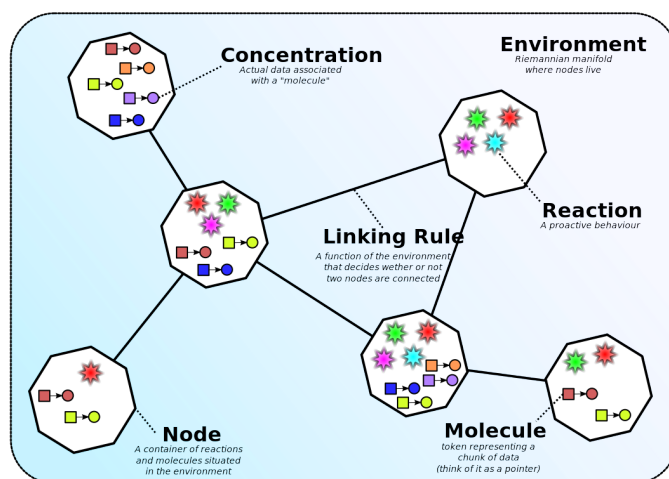 Concentration
Actual data associated
with a "molecule"
Environment
Riemannian manifold
where nodes live
Reaction
A proactive behaviour
Linking Rule
A function of the environment
that decides wether or not
two nodes are connected
Node
A container of reactions
and molecules situated
in the environment
Molecule
token representing a
chunk of data
(think of it as a pointer)